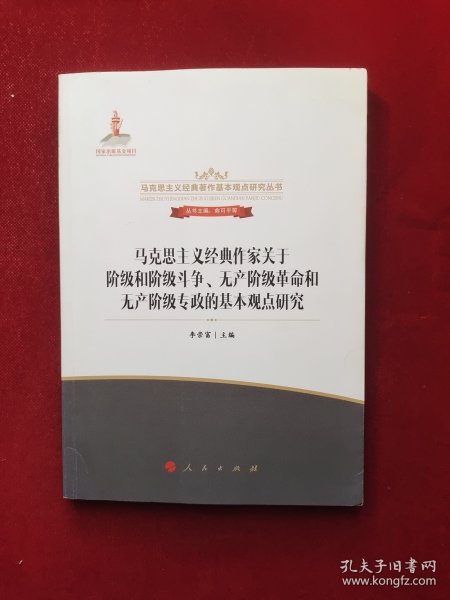 国家出版基金项目
马克思主义经典著作基本观点研究丛书
丛书主编：俞可平等
马克思主义经典作家关于
阶级和阶级斗争、无产阶级革命和
无产阶级专政的基本观点研究
李崇富｜主编
人民出版社
孔夫子旧书网
www.kongfz.com